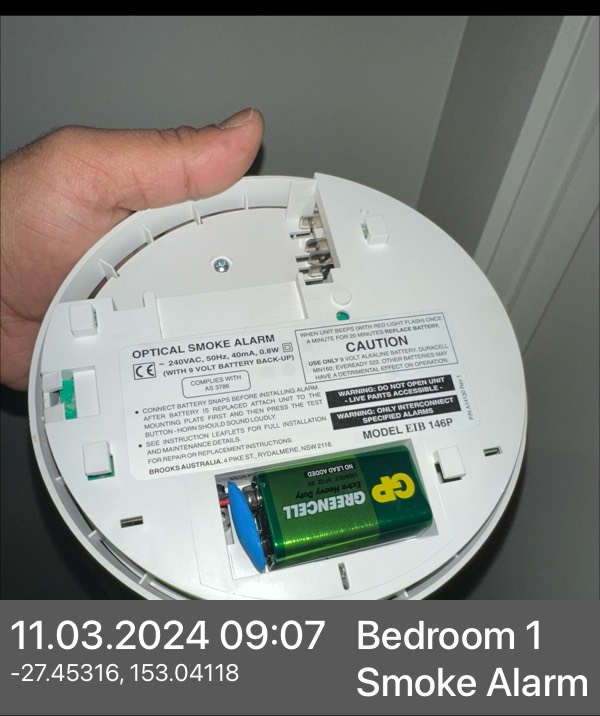 OPTICAL SMOKE ALARM
CE ~ 240VAC, 50Hz, 40mA, 0.6W
(WITH 9 VOLT BATTERY BACK-UP)
COMPLIES WITH
AS 3786
• CONNECT BATTERY SNAPS BEFORE INSTALLING ALARM.
AFTER BATTERY IS REPLACED ATTACH UNIT TO THE
MOUNTING PLATE FIRST AND THEN PRESS THE TEST
BUTTON - HORN SHOULD SOUND LOUDLY.
• SEE INSTRUCTION LEAFLETS FOR FULL INSTALLATION
AND MAINTENANCE DETAILS.
FOR REPAIR OR REPLACEMENT INSTRUCTIONS
BROOKS AUSTRALIA, 4 PIKE ST., RYDALMERE, NSW 2116.
WHEN UNIT BEEPS (WITH RED LIGHT FLASH) ONCE
A MINUTE FOR 20 MINUTES REPLACE BATTERY.
CAUTION
USE ONLY 9 VOLT ALKALINE BATTERY, DURACELL
MN1604, EVEREADY 522. OTHER BATTERIES MAY
HAVE A DETRIMENTAL EFFECT ON OPERATION.
WARNING: DO NOT OPEN UNIT
- LIVE PARTS ACCESSIBLE -
WARNING: ONLY INTERCONNECT
SPECIFIED ALARMS
MODEL EIB 146P
GP
GREENCELL
Extra Heavy Duty
NO LEAD ADDED
11.03.2024 09:07
-27.45316, 153.04118
Bedroom 1
Smoke Alarm